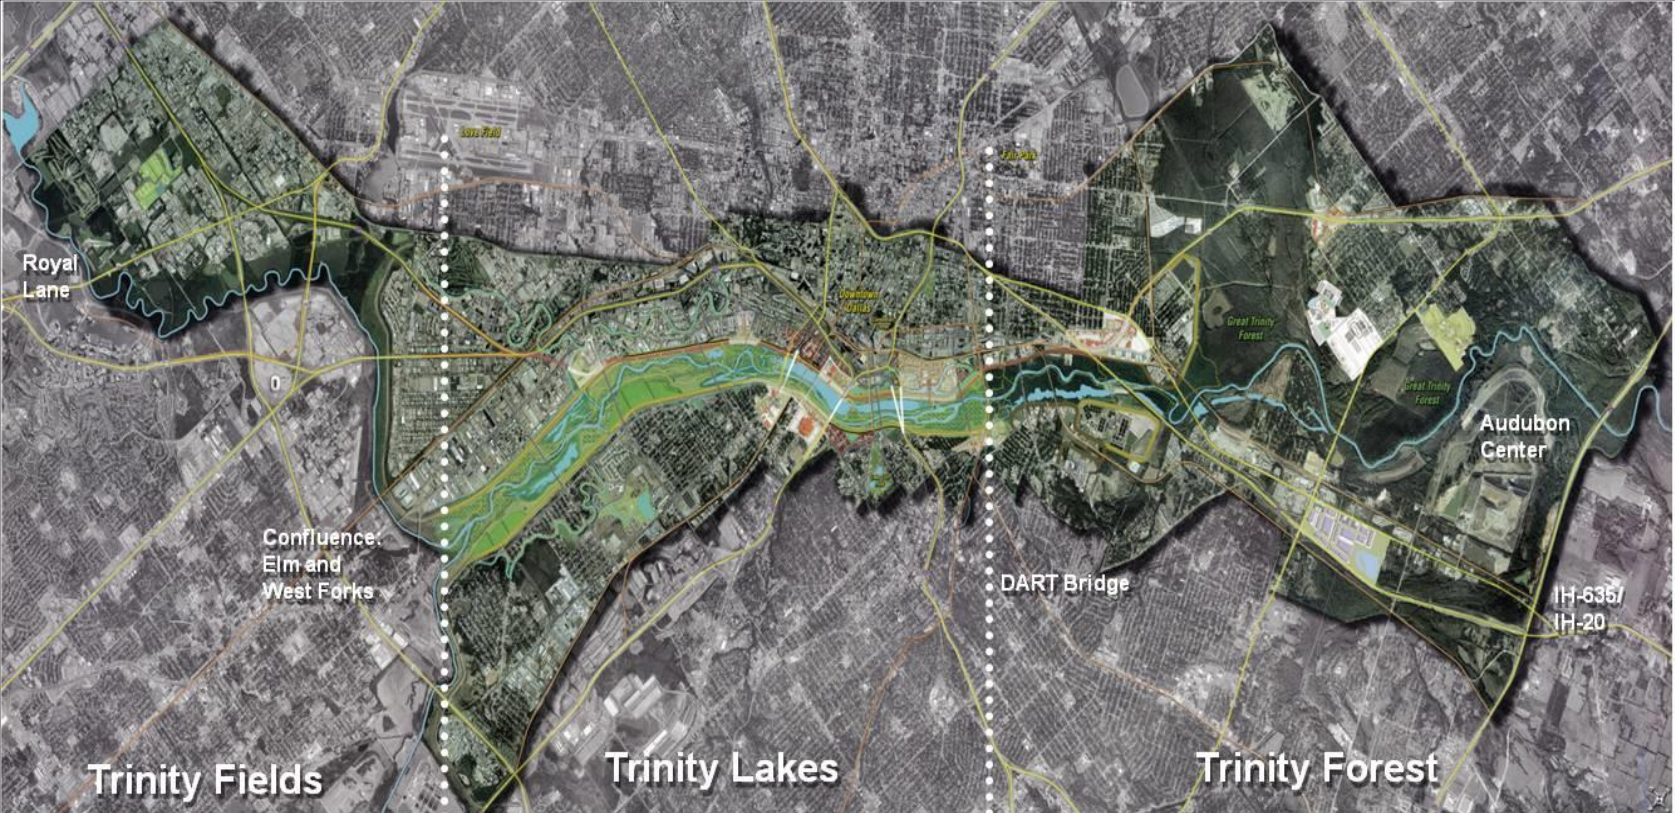 Love Field
Fair Park
Royal
Lane
Downtown
Dallas
Great Trinity
Forest
Great Trinity
Forest
Audubon
Center
Confluence:
Elm and
West Forks
DART Bridge
IH-635/
IH-20
Trinity Fields
Trinity Lakes
Trinity Forest